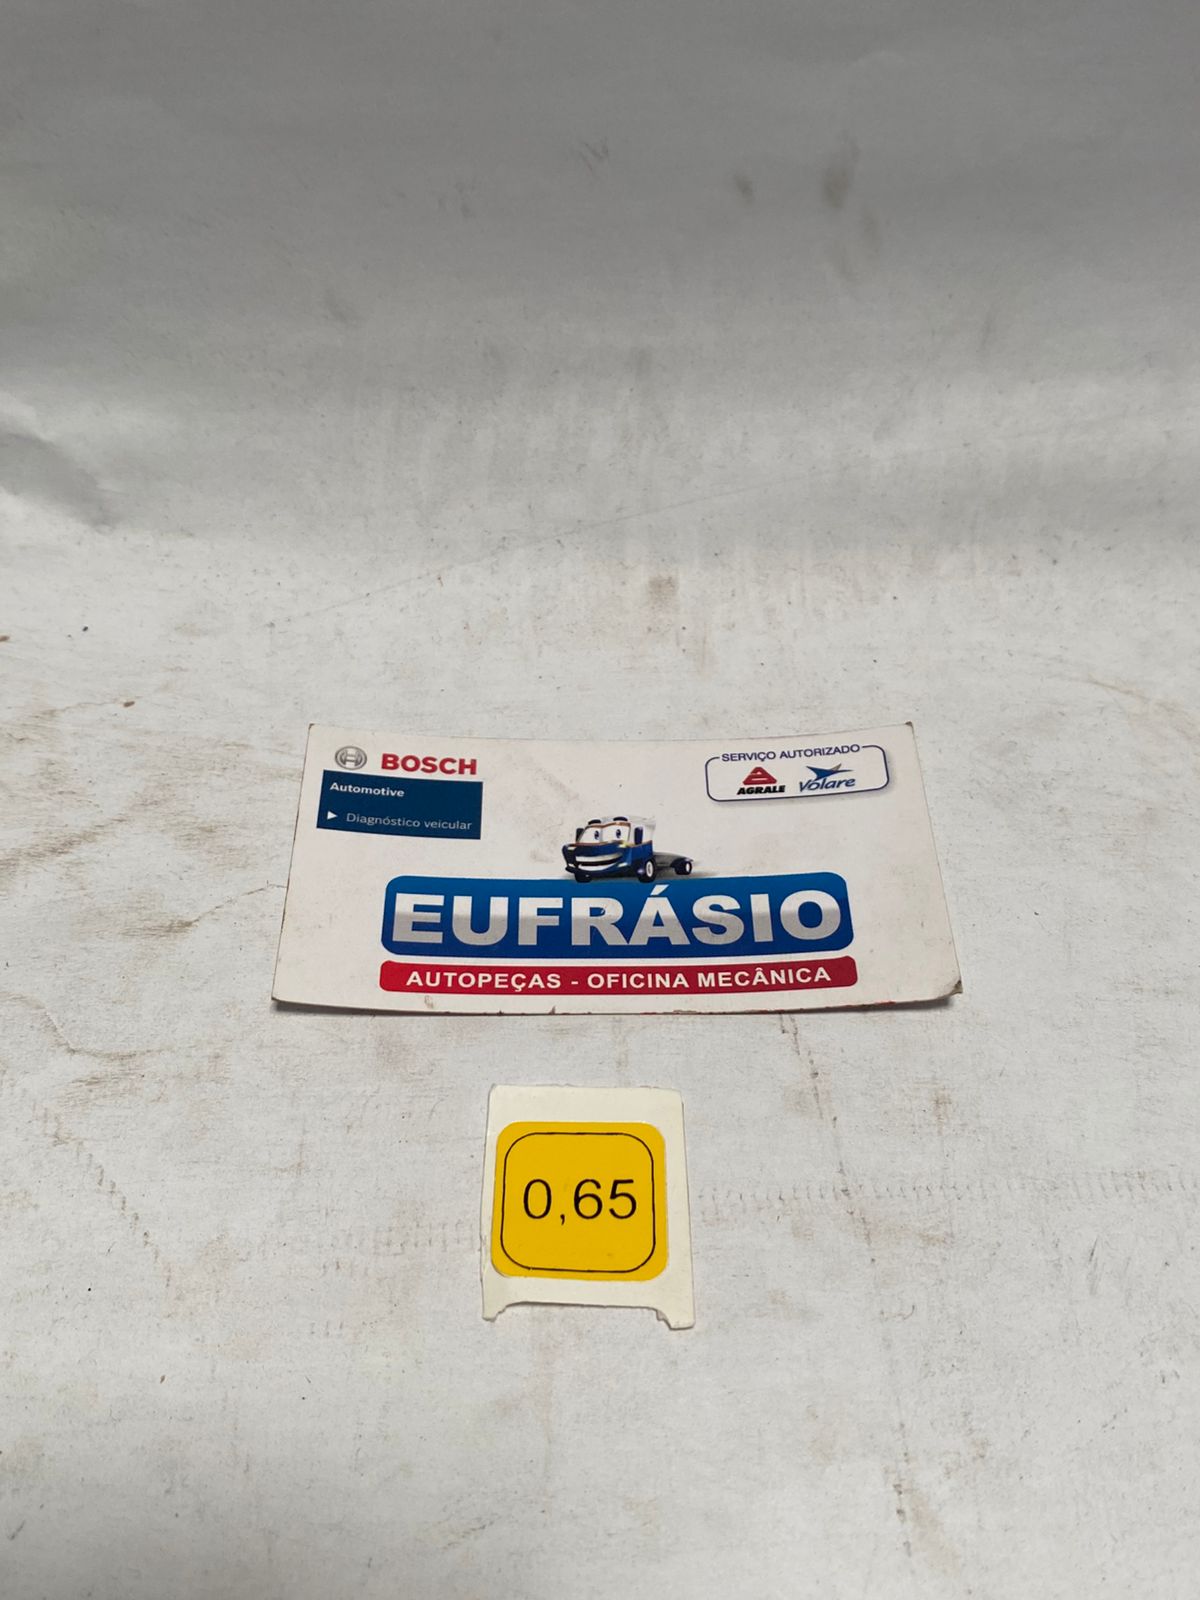 BOSCH
Automotive
Diagnóstico veicular
SERVIÇO AUTORIZADO
AGRALE Volare
EUFRÁSIO
AUTOPEÇAS - OFICINA MECÂNICA
0,65